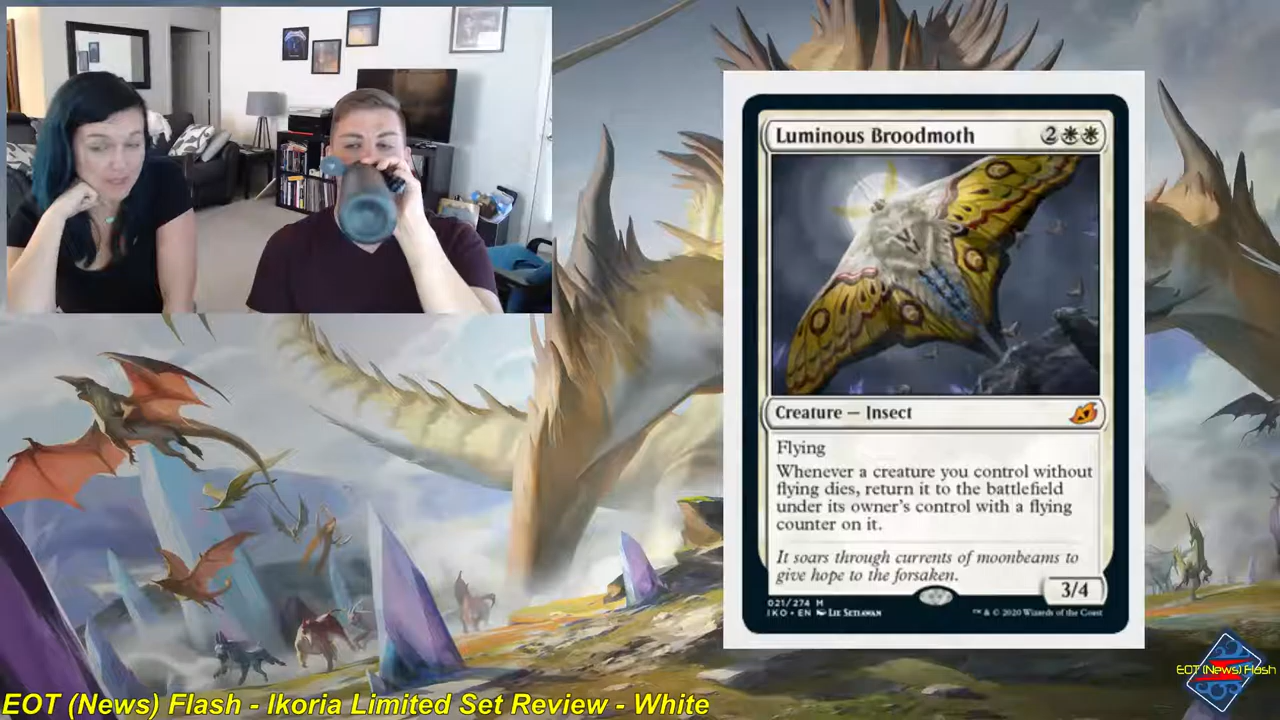 Luminous Broodmoth 2
Creature — Insect
Flying
Whenever a creature you control without
flying dies, return it to the battlefield
under its owner's control with a flying
counter on it.
It soars through currents of moonbeams to
give hope to the forsaken.
3/4
021/274 M
IKO • EN Lie Setiawan
™ & © 2020 Wizards of the Coast
EOT (News) Flash
EOT (News) Flash - Ikoria Limited Set Review - White